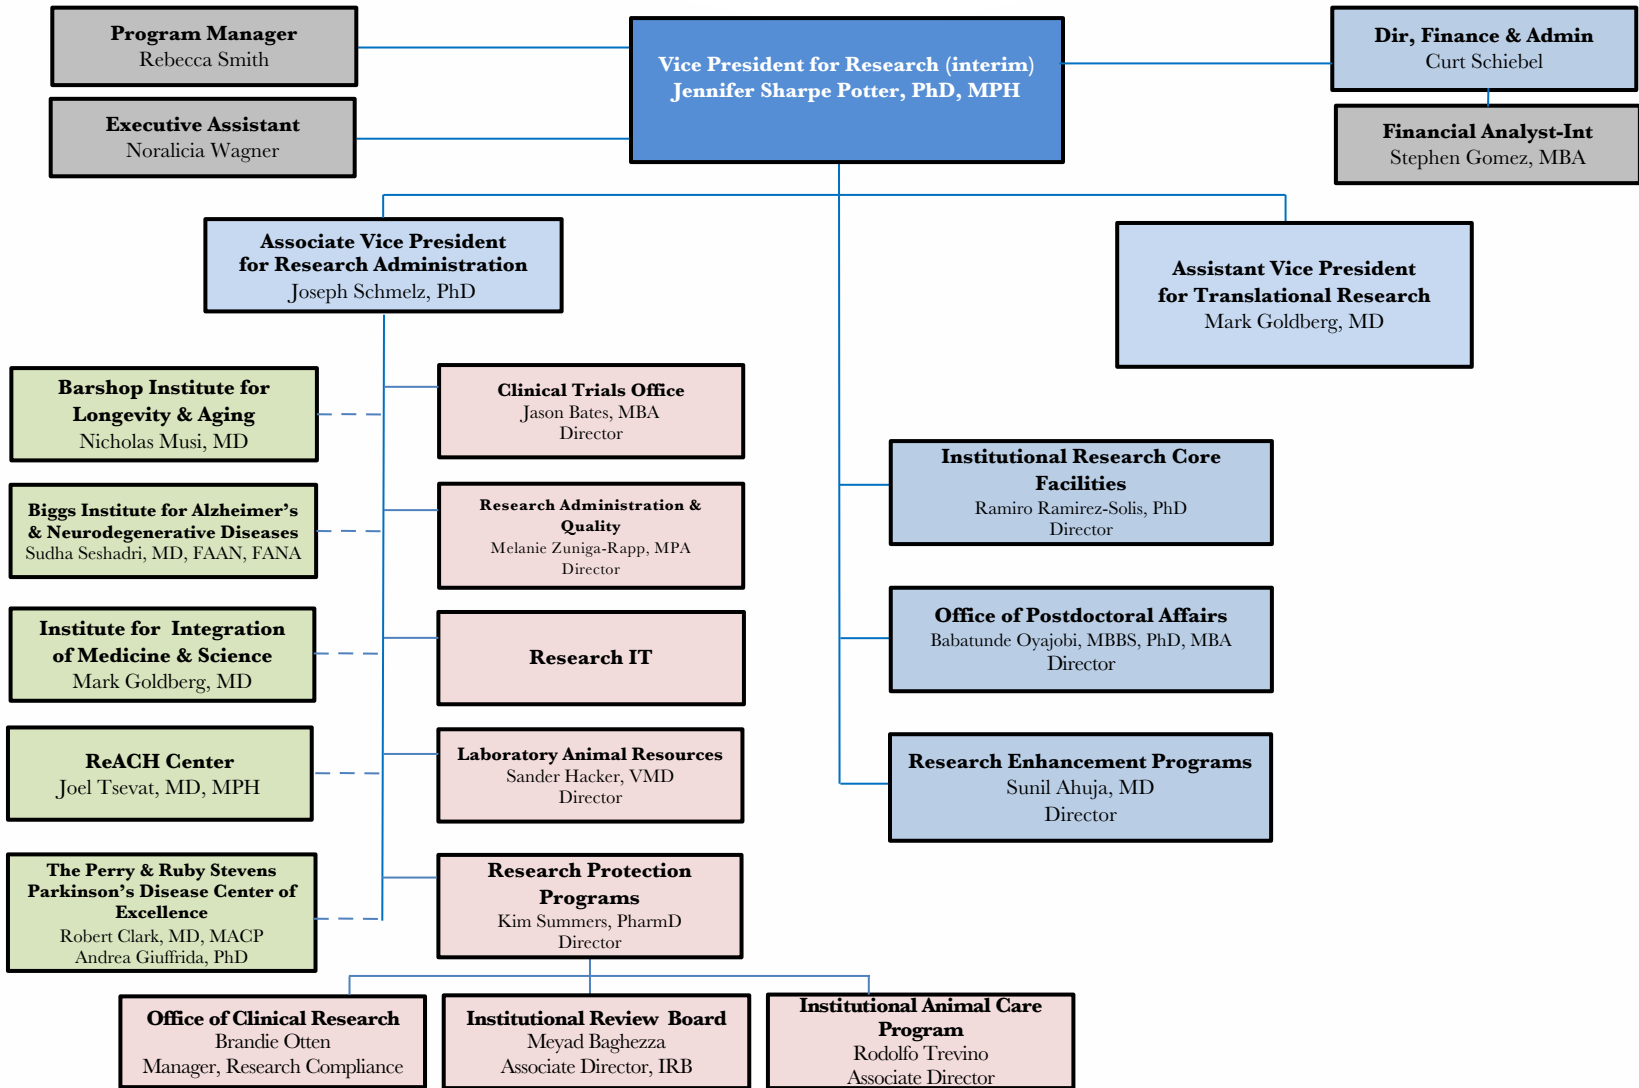 Program Manager
Rebecca Smith
Executive Assistant
Noralicia Wagner
Vice President for Research (interim)
Jennifer Sharpe Potter, PhD, MPH
Dir, Finance & Admin
Curt Schiebel
Financial Analyst-Int
Stephen Gomez, MBA
Associate Vice President
for Research Administration
Joseph Schmelz, PhD
Assistant Vice President
for Translational Research
Mark Goldberg, MD
Barshop Institute for
Longevity & Aging
Nicholas Musi, MD
Biggs Institute for Alzheimer's
& Neurodegenerative Diseases
Sudha Seshadri, MD, FAAN, FANA
Institute for Integration
of Medicine & Science
Mark Goldberg, MD
ReACH Center
Joel Tsevat, MD, MPH
The Perry & Ruby Stevens
Parkinson's Disease Center of
Excellence
Robert Clark, MD, MACP
Andrea Giuffrida, PhD
Clinical Trials Office
Jason Bates, MBA
Director
Research Administration &
Quality
Melanie Zuniga-Rapp, MPA
Director
Research IT
Laboratory Animal Resources
Sander Hacker, VMD
Director
Research Protection
Programs
Kim Summers, PharmD
Director
Institutional Research Core
Facilities
Ramiro Ramirez-Solis, PhD
Director
Office of Postdoctoral Affairs
Babatunde Oyajobi, MBBS, PhD, MBA
Director
Research Enhancement Programs
Sunil Ahuja, MD
Director
Office of Clinical Research
Brandie Otten
Manager, Research Compliance
Institutional Review Board
Meyad Baghezza
Associate Director, IRB
Institutional Animal Care
Program
Rodolfo Trevino
Associate Director